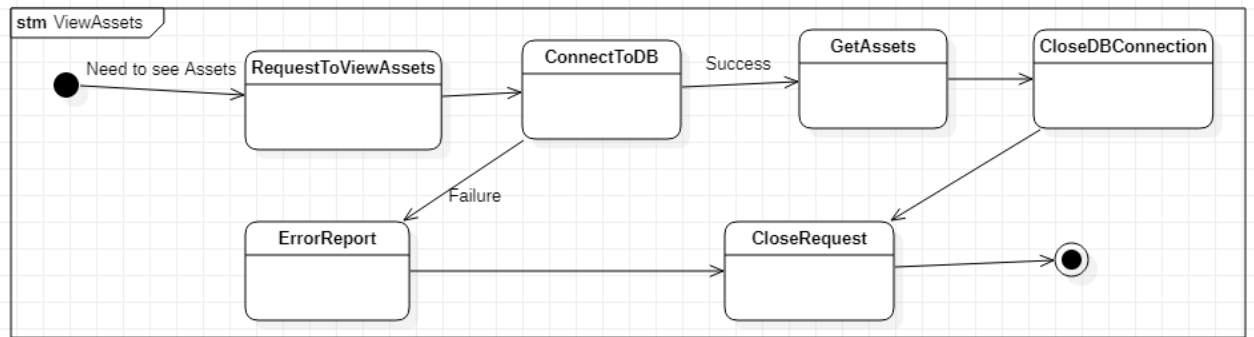 stm ViewAssets
Need to see Assets
RequestToViewAssets
ConnectToDB
Success
GetAssets
CloseDBConnection
Failure
ErrorReport
CloseRequest